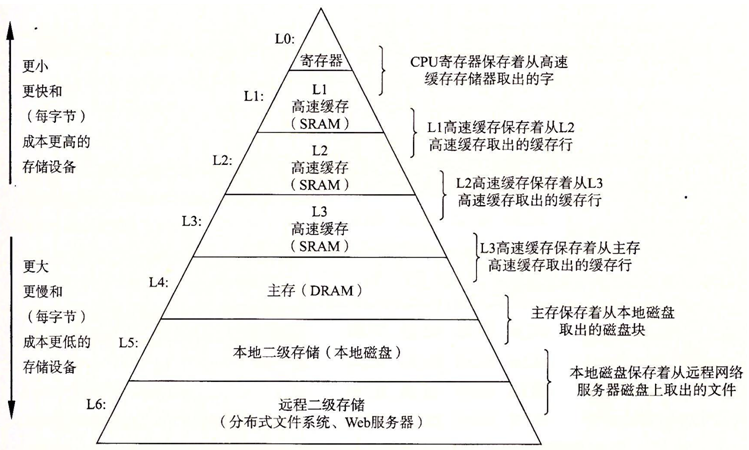 更小
更快和
(每字节)
成本更高的
存储设备
更大
更慢和
(每字节)
成本更低的
存储设备
L0:
寄存器
CPU寄存器保存着从高速
缓存存储器取出的字
L1:
L1
高速缓存
(SRAM)
L1高速缓存保存着从L2
高速缓存取出的缓存行
L2:
L2
高速缓存
(SRAM)
L2高速缓存保存着从L3
高速缓存取出的缓存行
L3:
L3
高速缓存
(SRAM)
L3高速缓存保存着从主存
高速缓存取出的缓存行
L4:
主存(DRAM)
主存保存着从本地磁盘
取出的磁盘块
L5:
本地二级存储(本地磁盘)
本地磁盘保存着从远程网络
服务器磁盘上取出的文件
L6:
远程二级存储
(分布式文件系统、Web服务器)